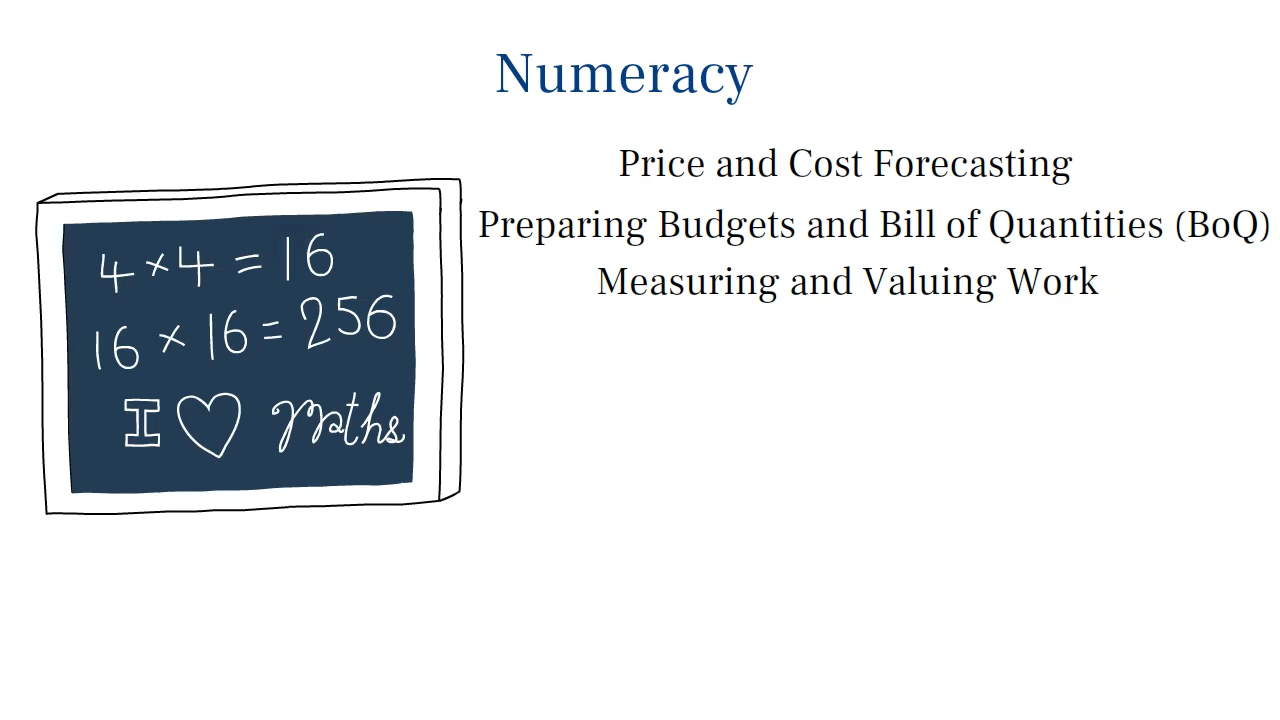 Numeracy
Price and Cost Forecasting
Preparing Budgets and Bill of Quantities (BoQ)
Measuring and Valuing Work
4 × 4 = 16
16 × 16 = 256
I ♡ Maths